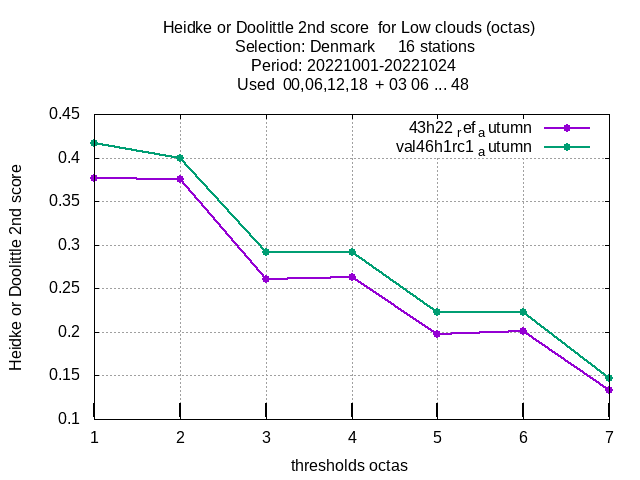 Heidke or Doolittle 2nd score  for Low clouds (octas)
Selection: Denmark     16 stations
Period: 20221001-20221024
Used  00,06,12,18  + 03 06 ... 48
43h22 ref autumn
val46h1rc1 autumn
0.45
0.4
0.35
0.3
0.25
0.2
0.15
0.1
Heidke or Doolittle 2nd score
1 2 3 4 5 6 7
thresholds octas